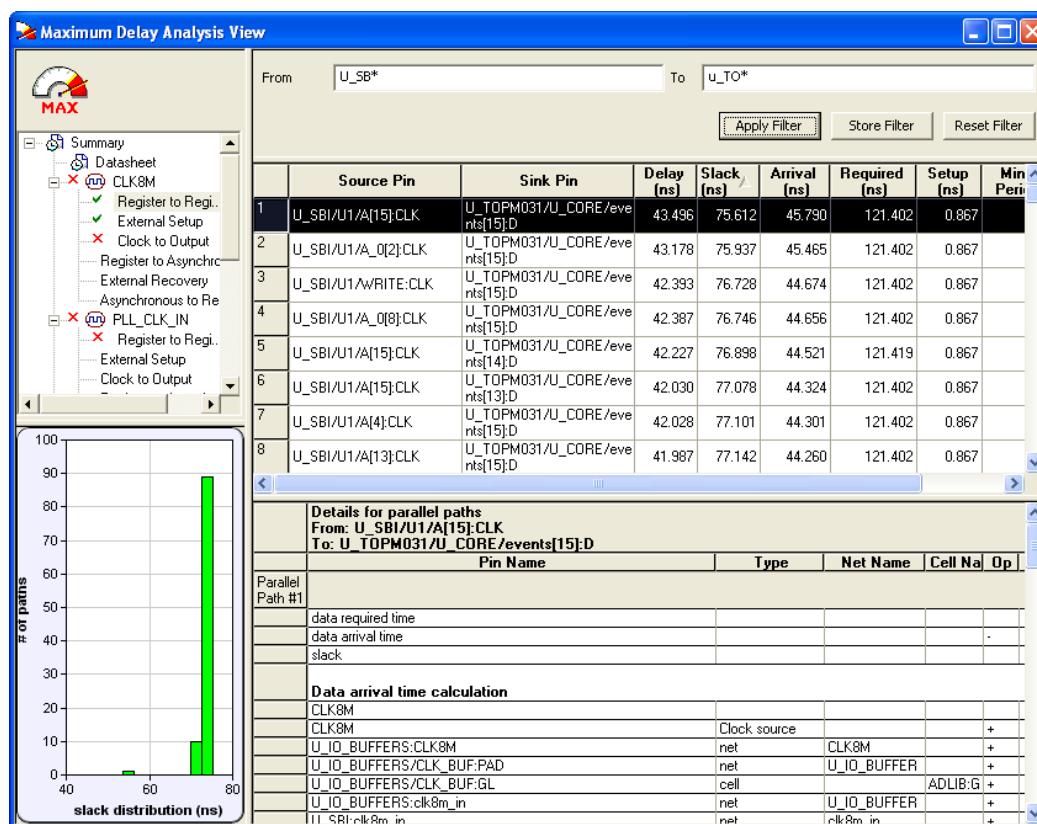 Maximum Delay Analysis View
MAX
From U_SB* To u_TO*
Apply Filter Store Filter Reset Filter
Summary
Datasheet
CLK8M
Register to Regi..
External Setup
Clock to Output
Register to Asynchrc
External Recovery
Asynchronous to Re
PLL_CLK_IN
Register to Regi..
External Setup
Clock to Output
Source Pin Sink Pin Delay (ns) Slack (ns) Arrival (ns) Required (ns) Setup (ns) Min Peri
1 U_SBI/U1/A[15]:CLK U_TOPM031/U_CORE/events[15]:D 43.496 75.612 45.790 121.402 0.867
2 U_SBI/U1/A_0[2]:CLK U_TOPM031/U_CORE/events[15]:D 43.178 75.937 45.465 121.402 0.867
3 U_SBI/U1/WRITE:CLK U_TOPM031/U_CORE/events[15]:D 42.393 76.728 44.674 121.402 0.867
4 U_SBI/U1/A_0[8]:CLK U_TOPM031/U_CORE/events[15]:D 42.387 76.746 44.656 121.402 0.867
5 U_SBI/U1/A[15]:CLK U_TOPM031/U_CORE/events[14]:D 42.227 76.898 44.521 121.419 0.867
6 U_SBI/U1/A[15]:CLK U_TOPM031/U_CORE/events[13]:D 42.030 77.078 44.324 121.402 0.867
7 U_SBI/U1/A[4]:CLK U_TOPM031/U_CORE/events[15]:D 42.028 77.101 44.301 121.402 0.867
8 U_SBI/U1/A[13]:CLK U_TOPM031/U_CORE/events[15]:D 41.987 77.142 44.260 121.402 0.867
100
90
80
70
60
50
40
30
20
10
0
# of paths
40 60 80
slack distribution (ns)
Details for parallel paths
From: U_SBI/U1/A[15]:CLK
To: U_TOPM031/U_CORE/events[15]:D
Pin Name Type Net Name Cell Na Op
Parallel Path #1
data required time
data arrival time -
slack
Data arrival time calculation
CLK8M
CLK8M Clock source +
U_IO_BUFFERS:CLK8M net CLK8M +
U_IO_BUFFERS/CLK_BUF:PAD net U_IO_BUFFER +
U_IO_BUFFERS/CLK_BUF:GL cell ADLIB:G +
U_IO_BUFFERS:clk8m_in net U_IO_BUFFER +
U_SBI:clk8m_in net clk8m_in +